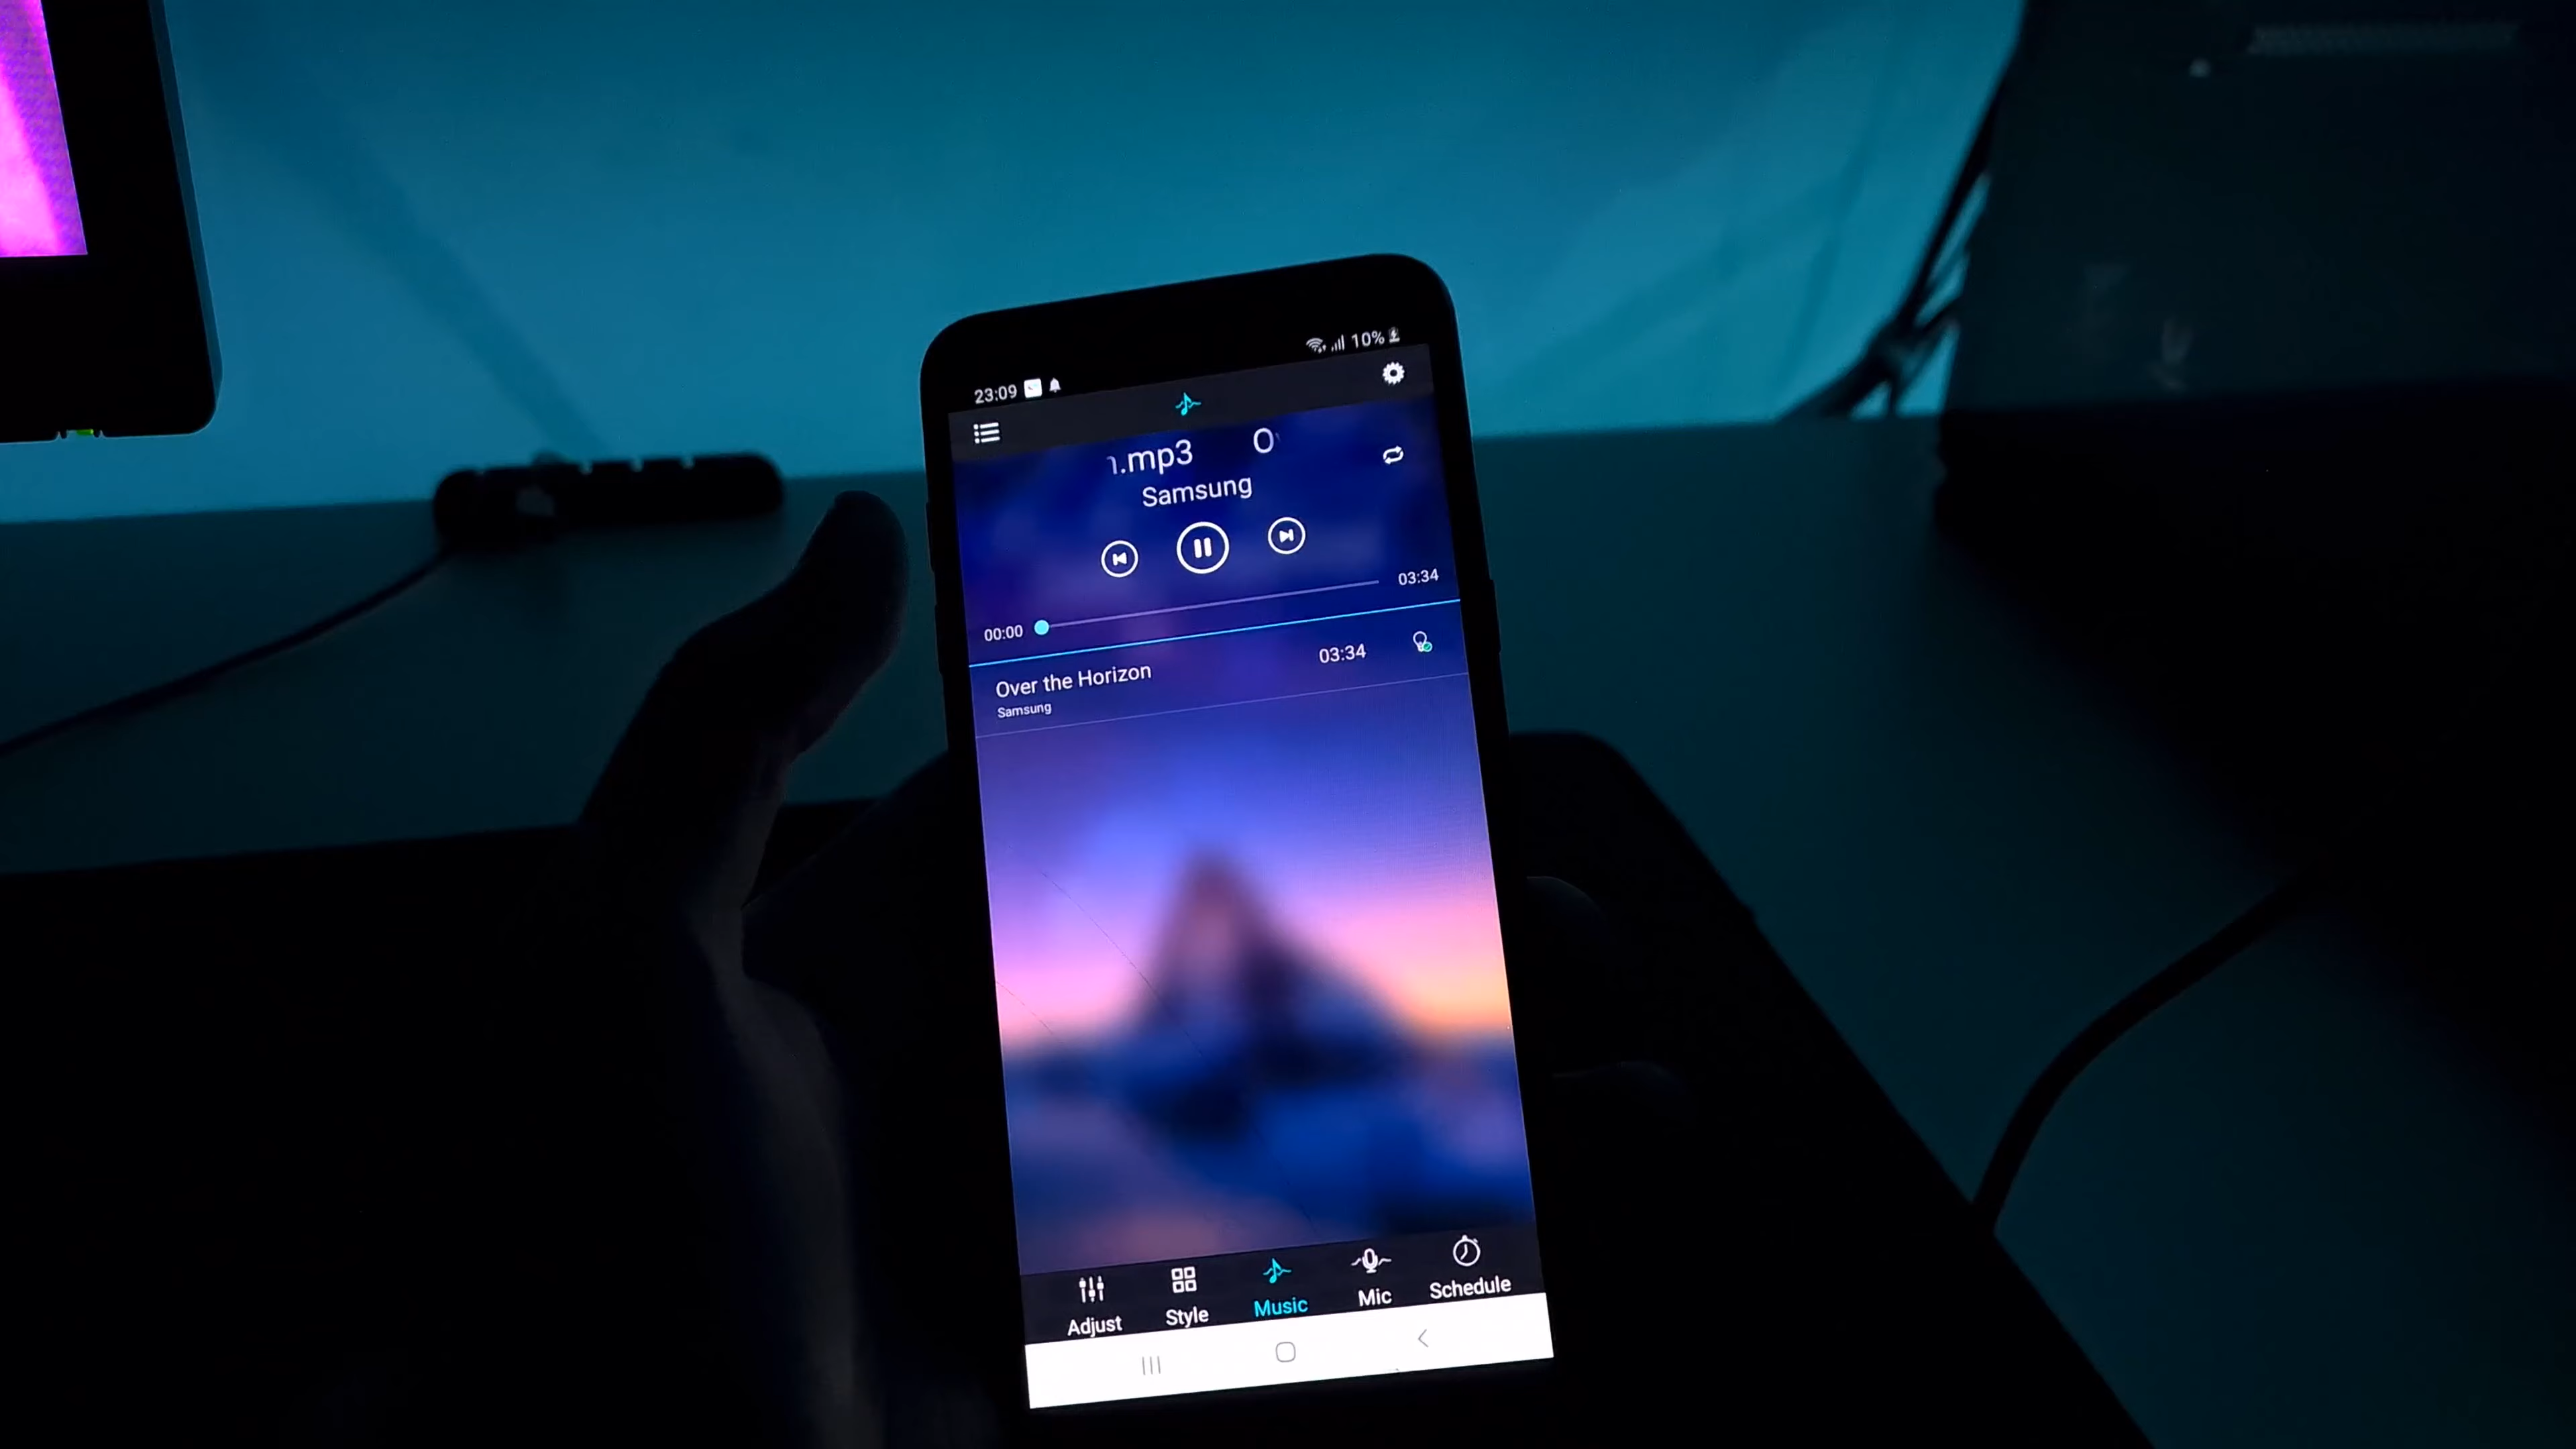 23:09 10%
.mp3 O
Samsung
00:00 03:34
Over the Horizon 03:34
Samsung
Adjust Style Music Mic Schedule